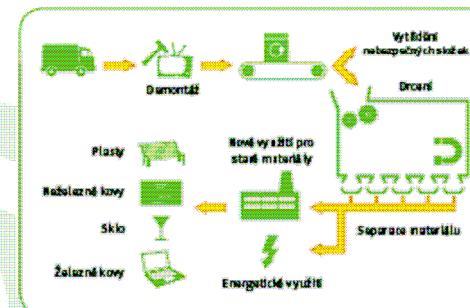 Vytřídění
nebezpečných složek
Demontáž
Drcení
Nové využití pro
staré materiály
Plasty
Neželezné kovy
Sklo
Separace materiálu
Železné kovy
Energetické využití